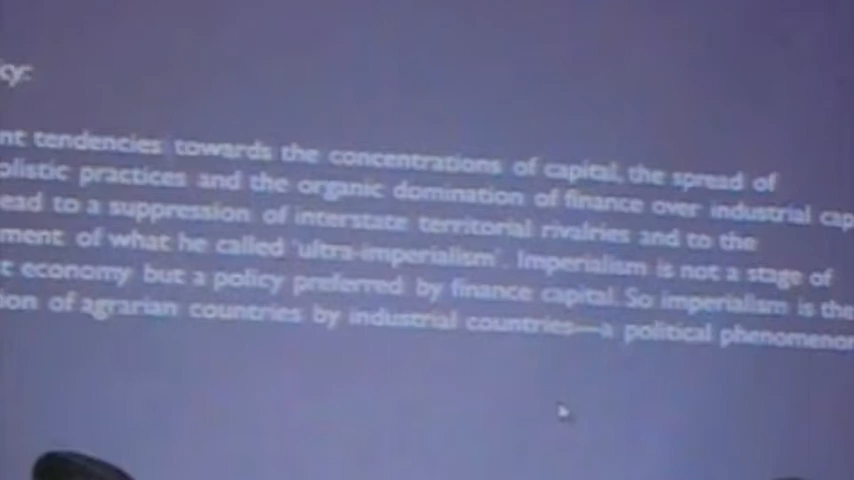 cy:
nt tendencies towards the concentrations of capital, the spread of
olistic practices and the organic domination of finance over industrial cap
ead to a suppression of interstate territorial rivalries and to the
ment of what he called 'ultra-imperialism'. Imperialism is not a stage of
t economy but a policy preferred by finance capital. So imperialism is the
ion of agrarian countries by industrial countries—a political phenomenon